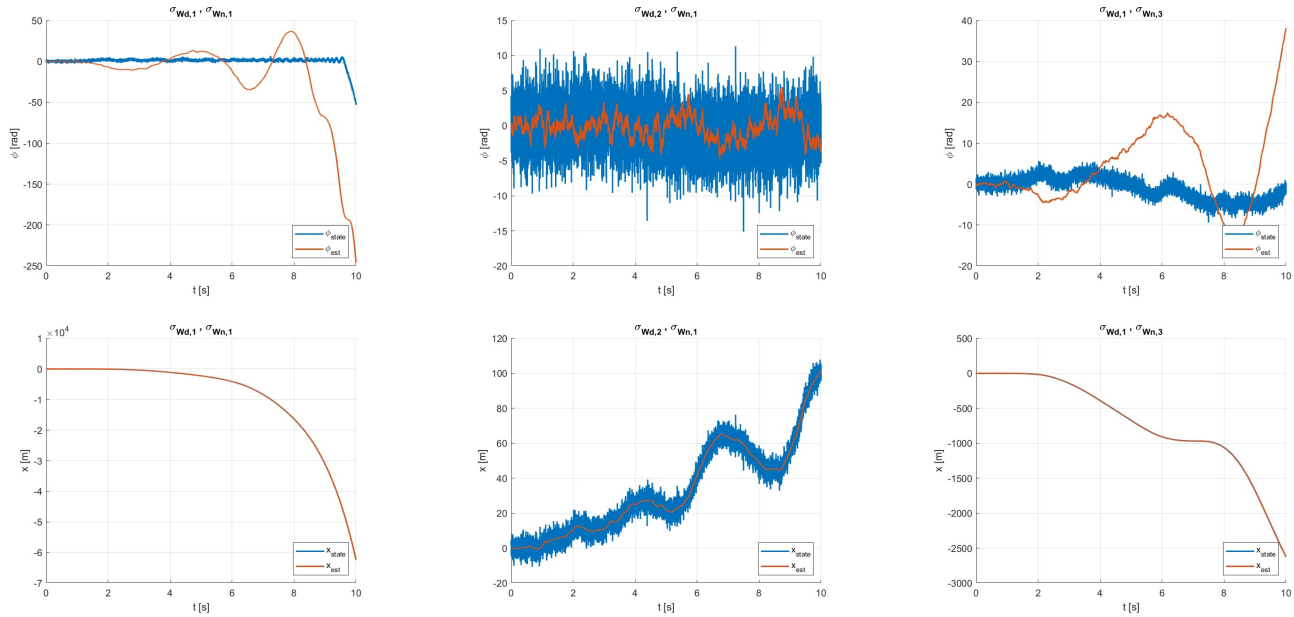 σWd,1 , σWn,1
50
0
-50
-100
-150
-200
-250
ϕ [rad]
ϕstate
ϕest
0 2 4 6 8 10
t [s]
σWd,2 , σWn,1
15
10
5
0
-5
-10
-15
-20
ϕ [rad]
ϕstate
ϕest
0 2 4 6 8 10
t [s]
σWd,1 , σWn,3
40
30
20
10
0
-10
-20
ϕ [rad]
ϕstate
ϕest
0 2 4 6 8 10
t [s]
σWd,1 , σWn,1
×10⁴
1
0
-1
-2
-3
-4
-5
-6
-7
x [m]
xstate
xest
0 2 4 6 8 10
t [s]
σWd,2 , σWn,1
120
100
80
60
40
20
0
-20
x [m]
xstate
xest
0 2 4 6 8 10
t [s]
σWd,1 , σWn,3
500
0
-500
-1000
-1500
-2000
-2500
-3000
x [m]
xstate
xest
0 2 4 6 8 10
t [s]